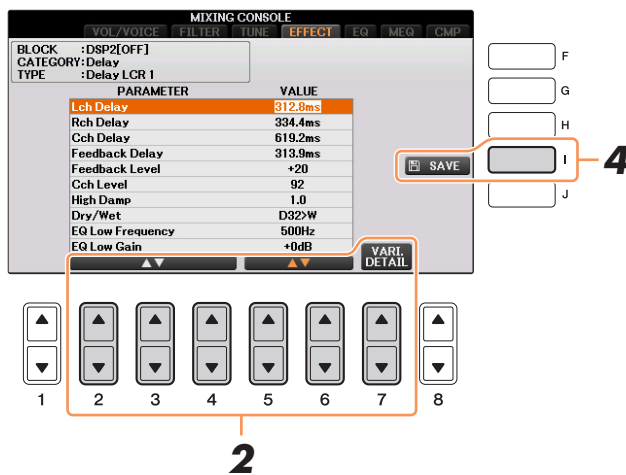 MIXING CONSOLE
VOL/VOICE FILTER TUNE EFFECT EQ MEQ CMP
BLOCK :DSP2[OFF]
CATEGORY:Delay
TYPE :Delay LCR 1
PARAMETER VALUE
Lch Delay 312.8ms
Rch Delay 334.4ms
Cch Delay 619.2ms
Feedback Delay 313.9ms
Feedback Level +20
Cch Level 92
High Damp 1.0
Dry/Wet D32>W
EQ Low Frequency 500Hz
EQ Low Gain +0dB
▲▼ ▲▼ VARI. DETAIL
SAVE
F
G
H
I
J
4
1 2 3 4 5 6 7 8
2